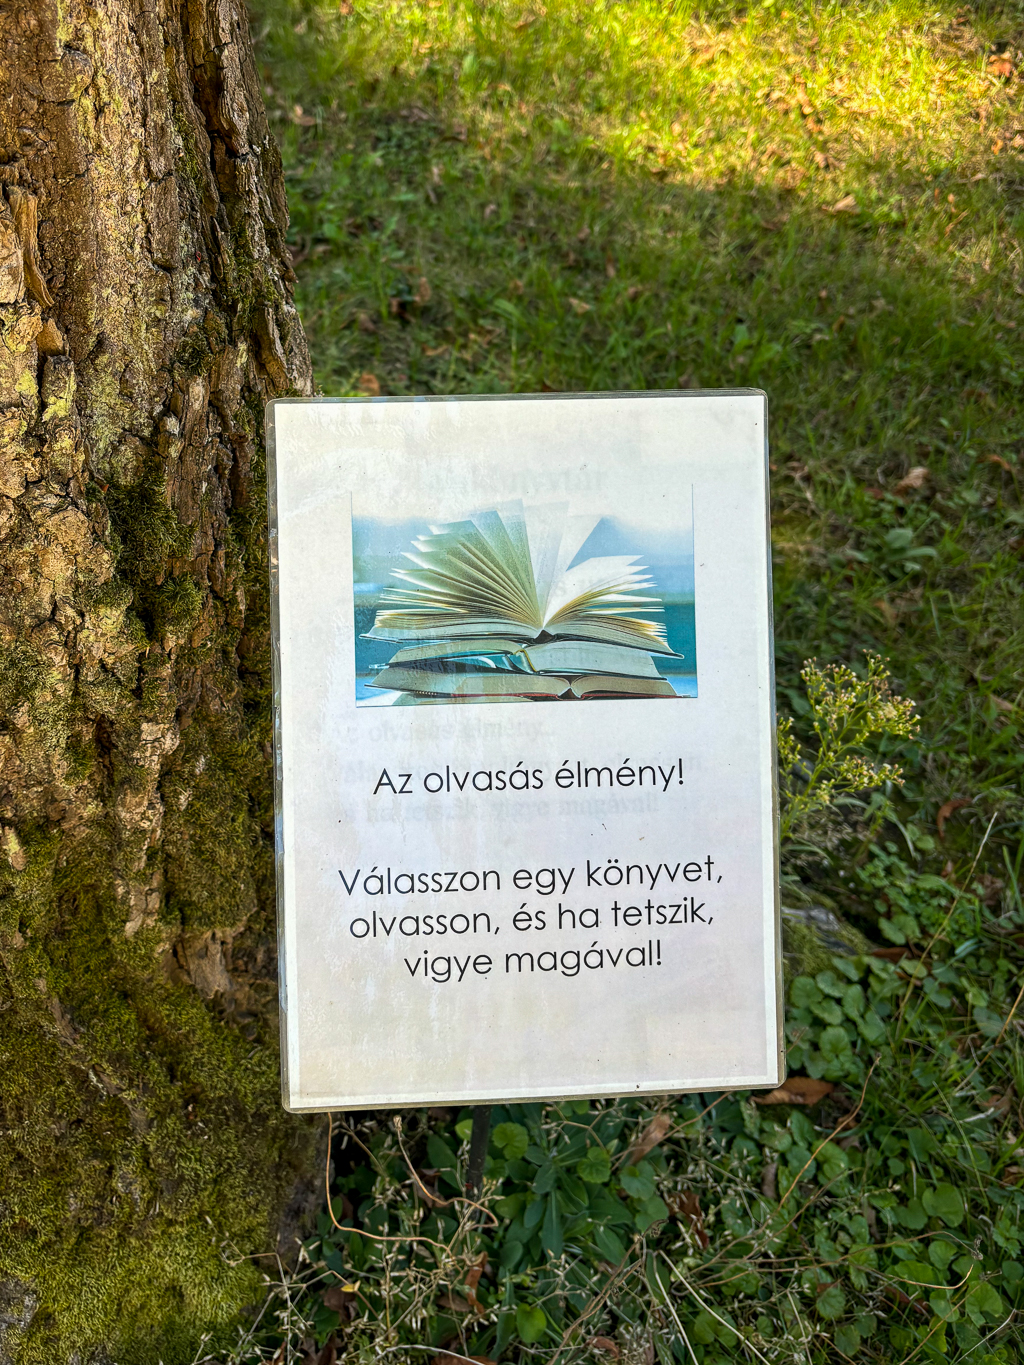 Az olvasás élmény!
Válasszon egy könyvet,
olvasson, és ha tetszik,
vigye magával!